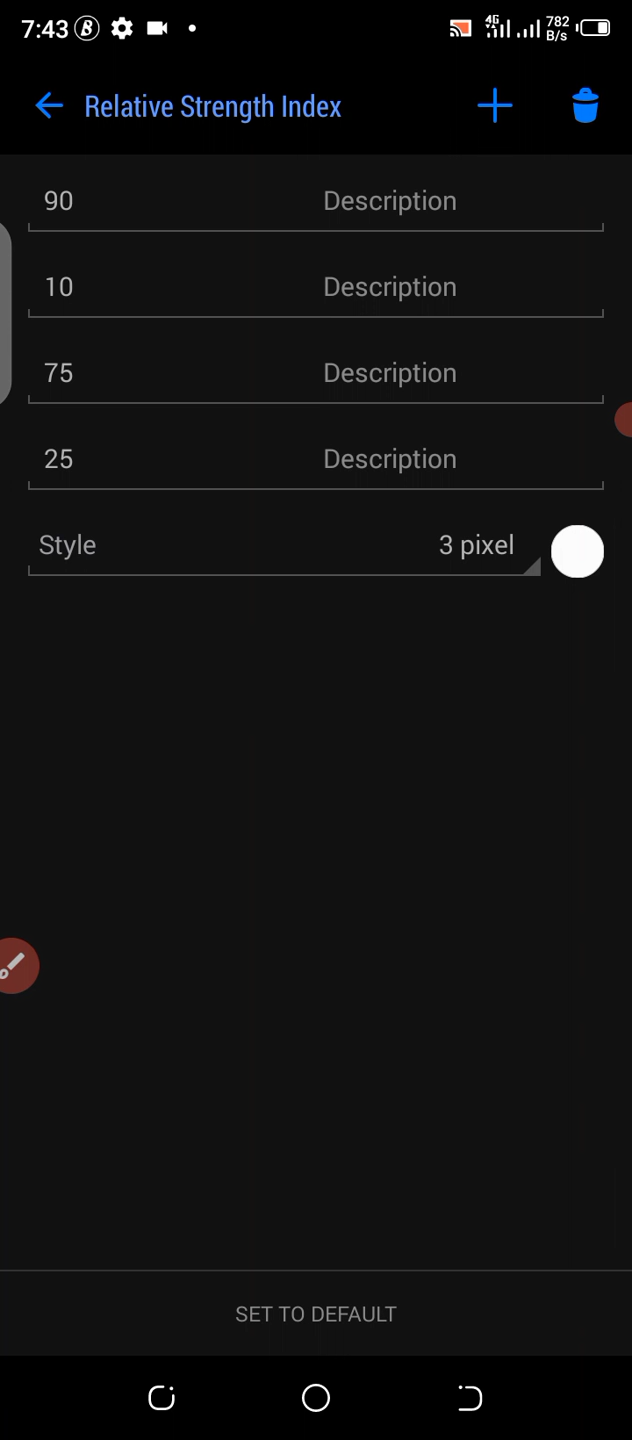 7:43 B 4G 782 B/s
Relative Strength Index
90 Description
10 Description
75 Description
25 Description
Style 3 pixel
SET TO DEFAULT